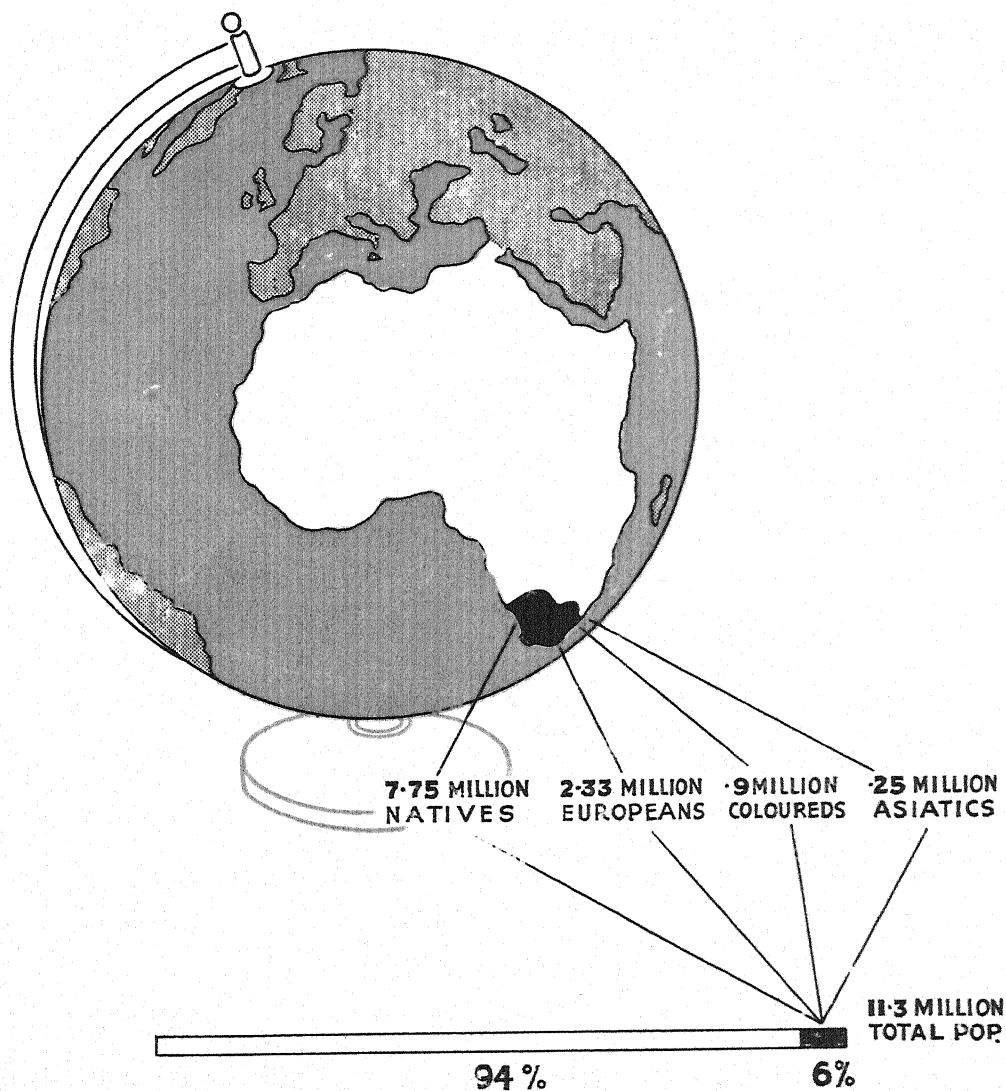 7·75 MILLION
NATIVES
2·33 MILLION
EUROPEANS
·9 MILLION
COLOUREDS
·25 MILLION
ASIATICS
11·3 MILLION
TOTAL POP.
94%
6%